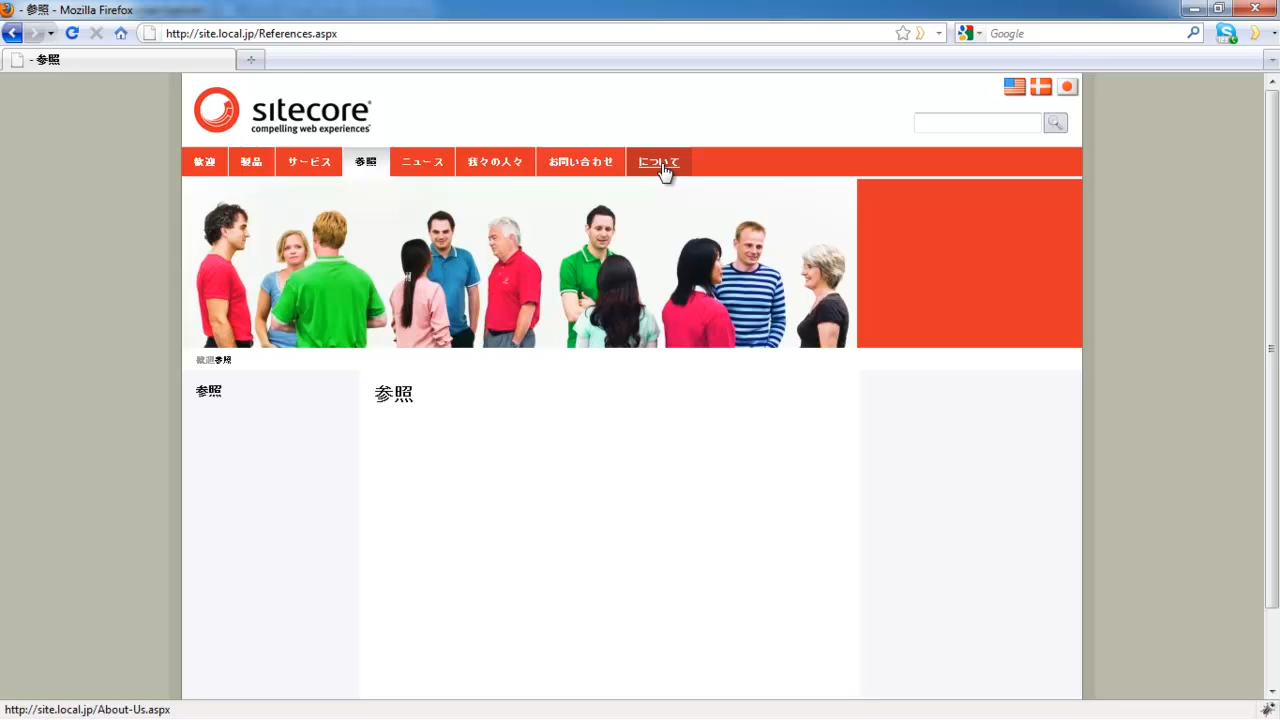 - 参照 - Mozilla Firefox
http://site.local.jp/References.aspx
Google
- 参照
sitecore
compelling web experiences
歓迎 製品 サービス 参照 ニュース 我々の人々 お問い合わせ について
歓迎参照
参照
参照
http://site.local.jp/About-Us.aspx